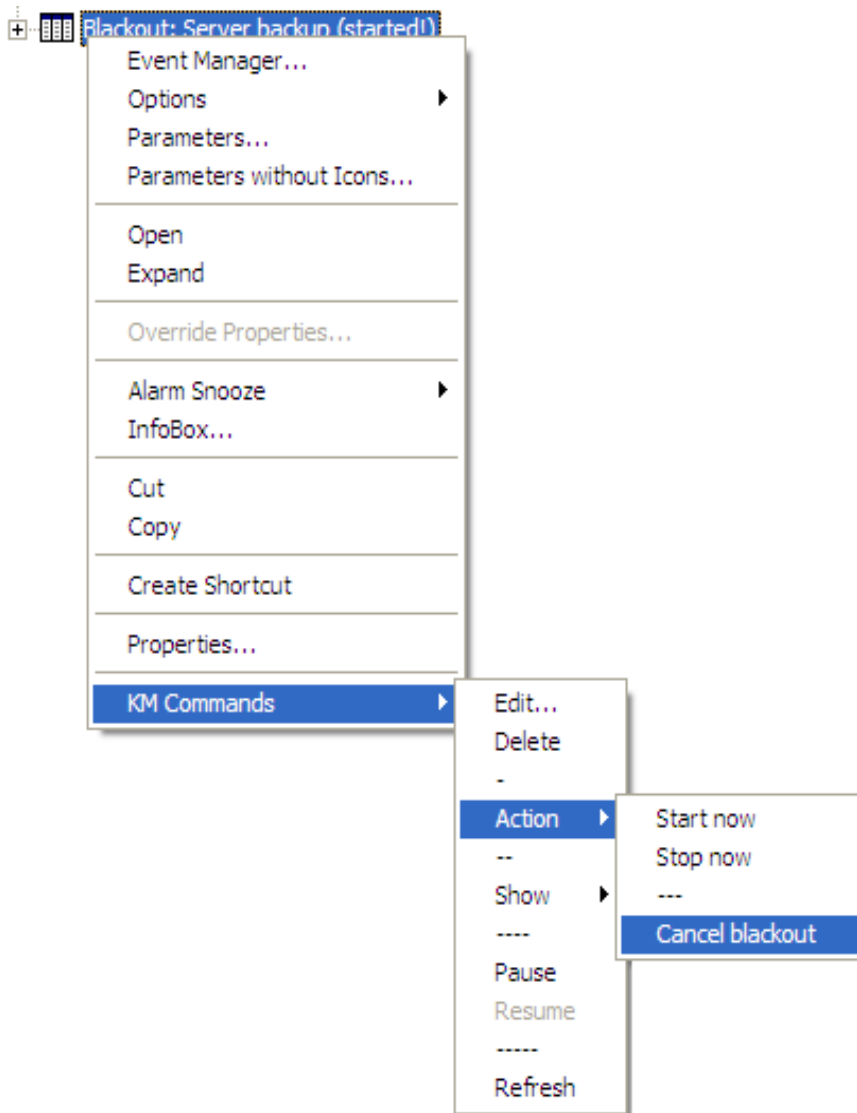 Blackout: Server backup (started!)
Event Manager...
Options
Parameters...
Parameters without Icons...
Open
Expand
Override Properties...
Alarm Snooze
InfoBox...
Cut
Copy
Create Shortcut
Properties...
KM Commands
Edit...
Delete
-
Action
--
Show
----
Pause
Resume
-----
Refresh
Start now
Stop now
---
Cancel blackout